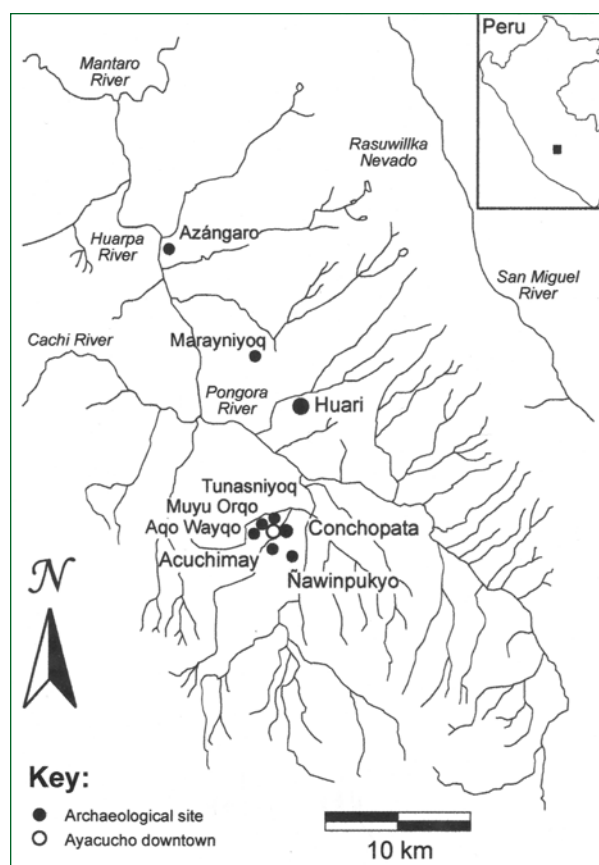 Peru
Mantaro
River
Rasuwillka
Nevado
Azángaro
Huarpa
River
San Miguel
River
Marayniyoq
Cachi River
Pongora
River
Huari
Tunasniyoq
Muyu Orqo
Aqo Wayqo
Conchopata
Acuchimay
Ñawinpukyo
N
Key:
Archaeological site
Ayacucho downtown
10 km